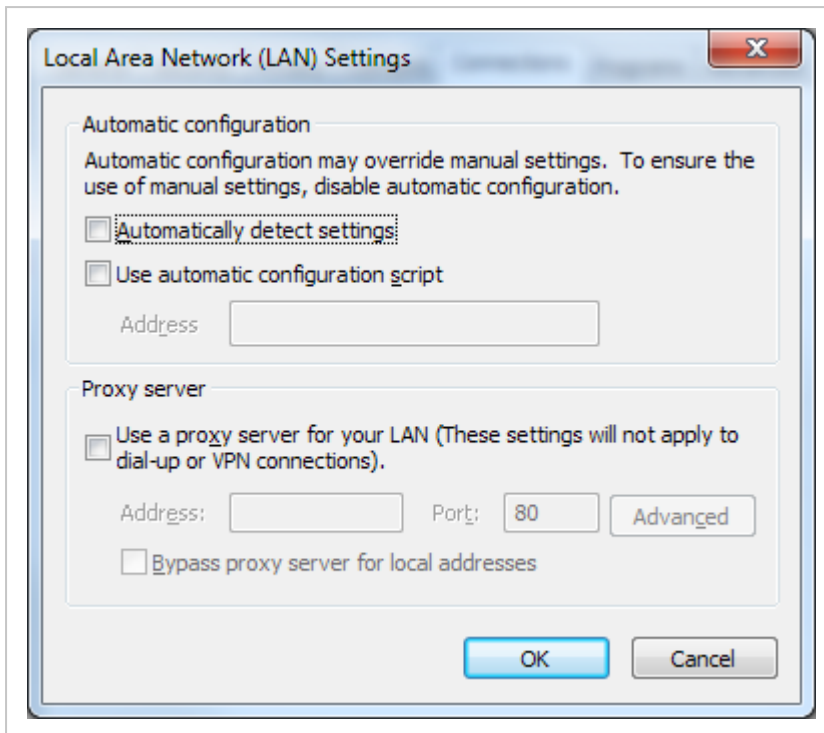 Local Area Network (LAN) Settings
Automatic configuration
Automatic configuration may override manual settings. To ensure the
use of manual settings, disable automatic configuration.
Automatically detect settings
Use automatic configuration script
Address
Proxy server
Use a proxy server for your LAN (These settings will not apply to
dial-up or VPN connections).
Address:
Port:
80
Advanced
Bypass proxy server for local addresses
OK
Cancel